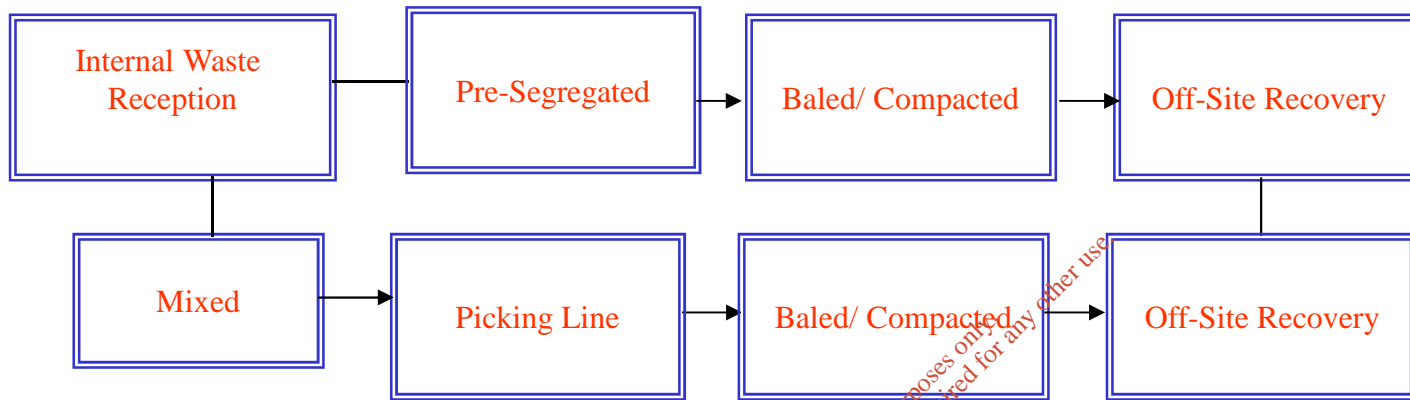 Internal Waste
Reception
Pre-Segregated
Baled/ Compacted
Off-Site Recovery
Mixed
Picking Line
Baled/ Compacted
Off-Site Recovery
only.
for any other use.